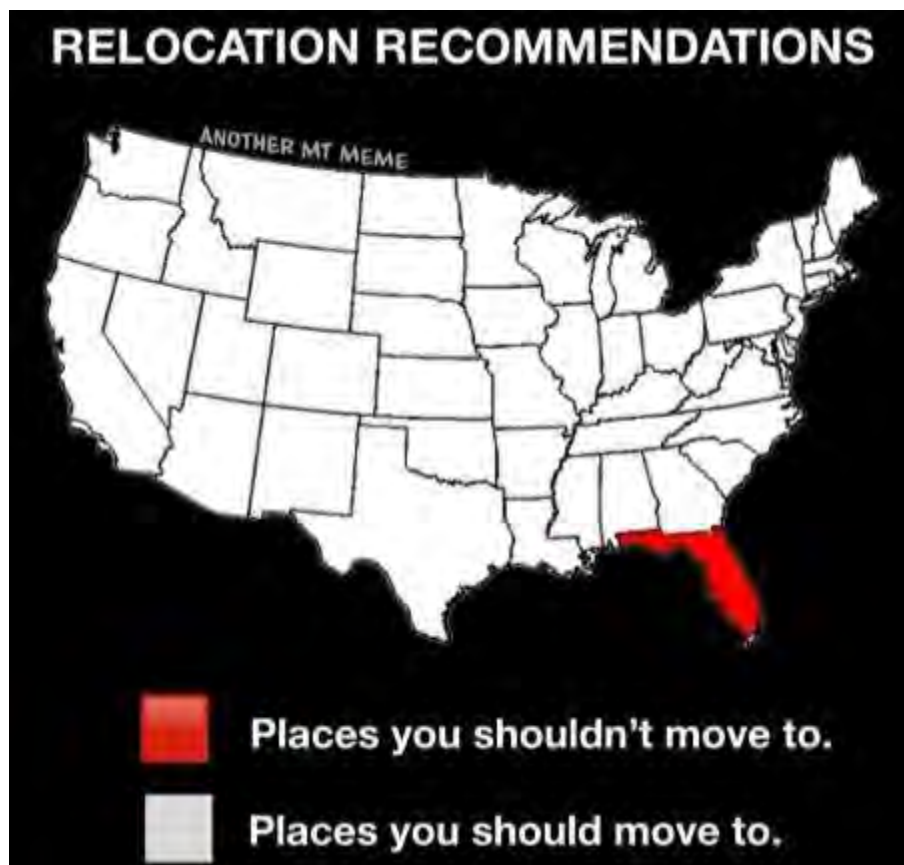 RELOCATION RECOMMENDATIONS
ANOTHER MT MEME
Places you shouldn't move to.
Places you should move to.